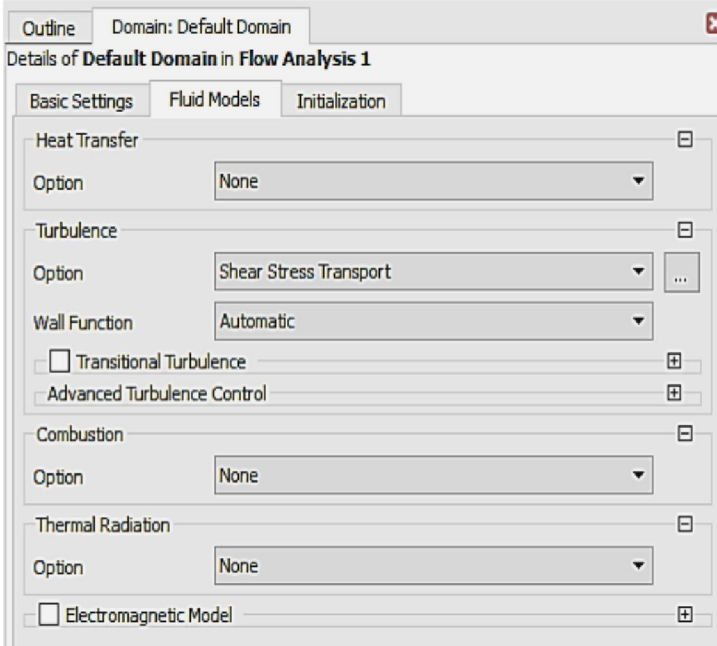 Outline Domain: Default Domain
Details of Default Domain in Flow Analysis 1
Basic Settings Fluid Models Initialization
Heat Transfer
Option None
Turbulence
Option Shear Stress Transport ...
Wall Function Automatic
Transitional Turbulence
Advanced Turbulence Control
Combustion
Option None
Thermal Radiation
Option None
Electromagnetic Model